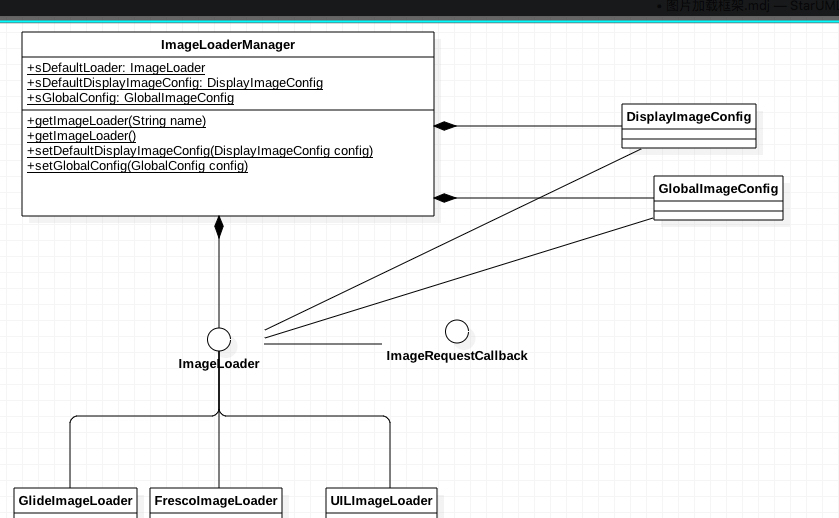 • 图片加载框架.mdj — StarUML
ImageLoaderManager
+sDefaultLoader: ImageLoader
+sDefaultDisplayImageConfig: DisplayImageConfig
+sGlobalConfig: GlobalImageConfig
+getImageLoader(String name)
+getImageLoader()
+setDefaultDisplayImageConfig(DisplayImageConfig config)
+setGlobalConfig(GlobalConfig config)
DisplayImageConfig
GlobalImageConfig
ImageLoader
ImageRequestCallback
GlideImageLoader
FrescoImageLoader
UILImageLoader